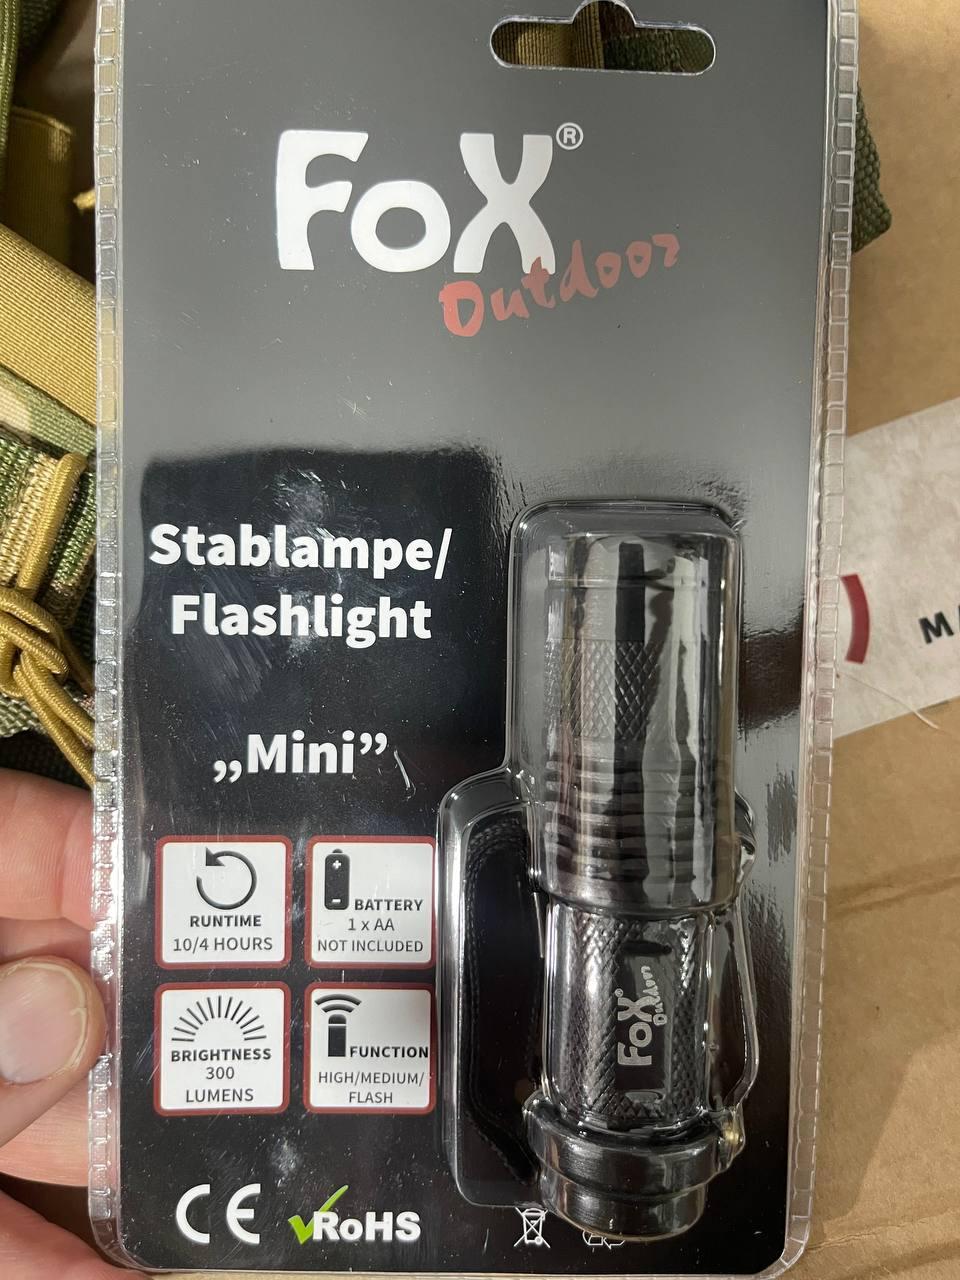 FoX®
Outdoor
Stablampe/
Flashlight
„Mini”
RUNTIME
10/4 HOURS
BATTERY
1 x AA
NOT INCLUDED
BRIGHTNESS
300
LUMENS
FUNCTION
HIGH/MEDIUM/
FLASH
FoX®
Outdoor
CE
RoHS